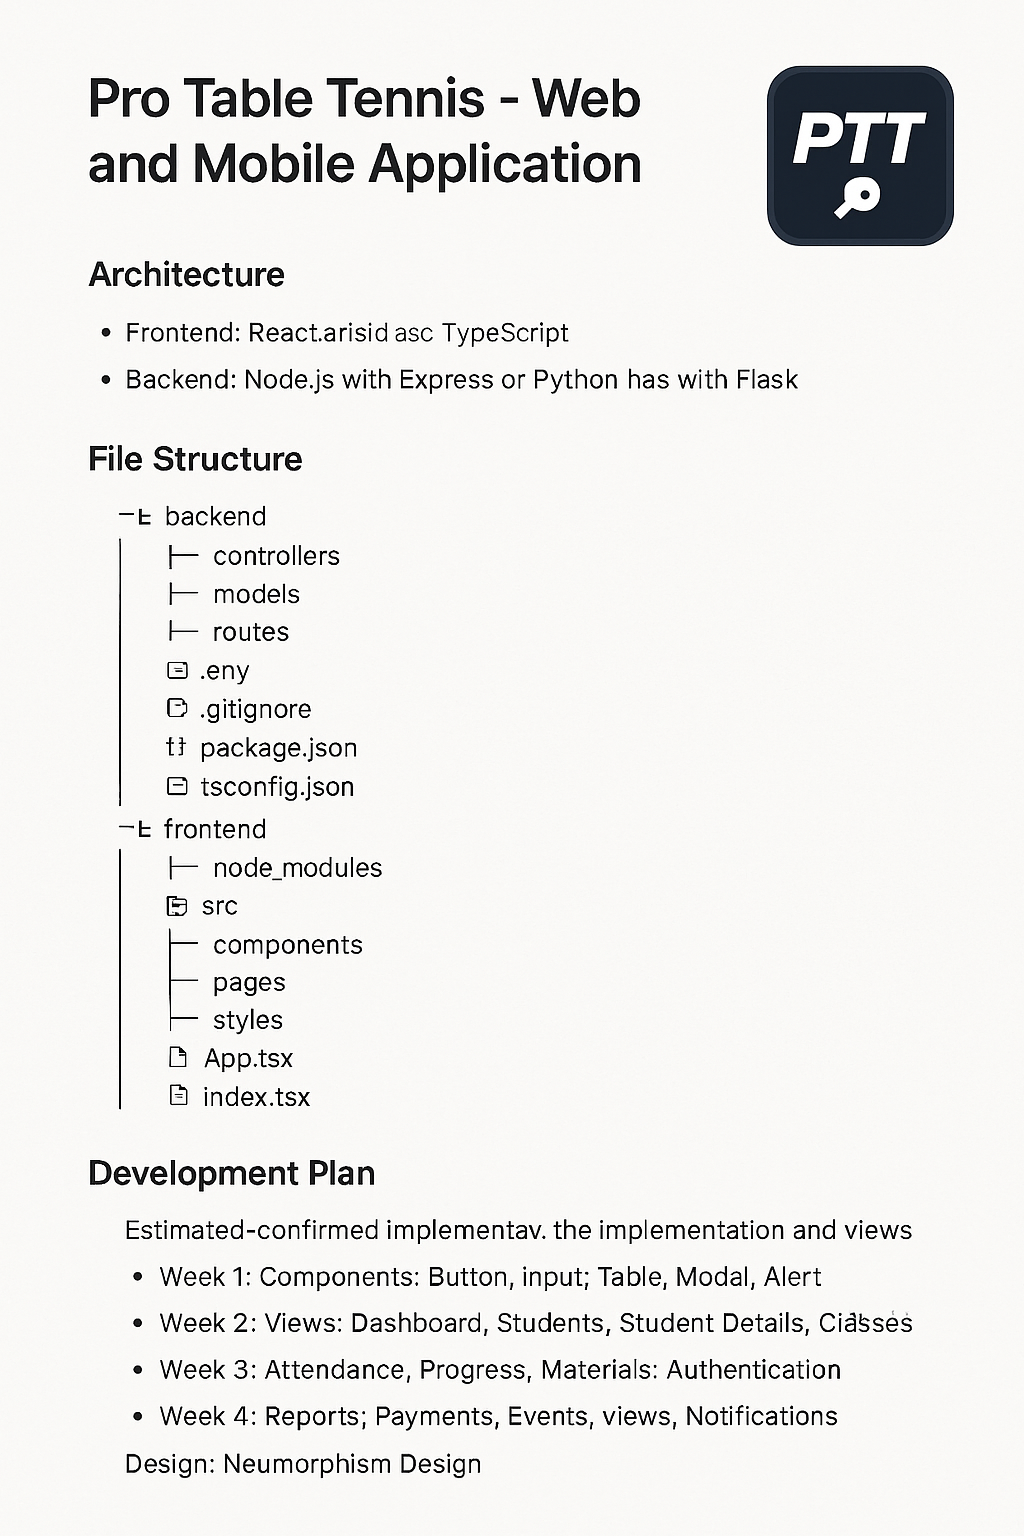 Pro Table Tennis - Web
and Mobile Application
PTT
Architecture
• Frontend: React.arisid asc TypeScript
• Backend: Node.js with Express or Python has with Flask
File Structure
backend
├── controllers
├── models
├── routes
.eny
.gitignore
package.json
tsconfig.json
frontend
├── node_modules
src
├── components
├── pages
├── styles
App.tsx
index.tsx
Development Plan
Estimated-confirmed implementav. the implementation and views
• Week 1: Components: Button, input; Table, Modal, Alert
• Week 2: Views: Dashboard, Students, Student Details, Ciasses
• Week 3: Attendance, Progress, Materials: Authentication
• Week 4: Reports; Payments, Events, views, Notifications
Design: Neumorphism Design